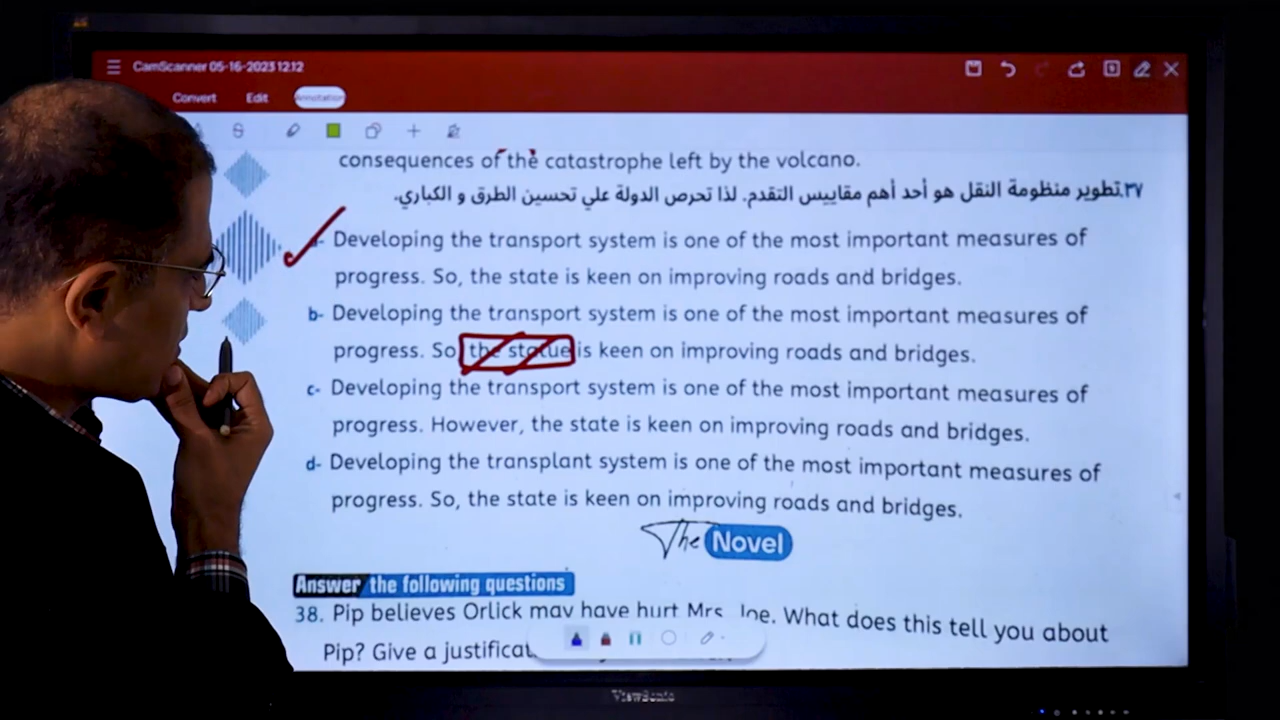 CamScanner 05-16-2023 12.12
Convert Edit Annotation
consequences of the catastrophe left by the volcano.
٣٧.تطوير منظومة النقل هو أحد أهم مقاييس التقدم. لذا تحرص الدولة علي تحسين الطرق و الكباري.
Developing the transport system is one of the most important measures of
progress. So, the state is keen on improving roads and bridges.
b- Developing the transport system is one of the most important measures of
progress. So the statue is keen on improving roads and bridges.
c- Developing the transport system is one of the most important measures of
progress. However, the state is keen on improving roads and bridges.
d- Developing the transplant system is one of the most important measures of
progress. So, the state is keen on improving roads and bridges.
The Novel
Answer the following questions
38. Pip believes Orlick may have hurt Mrs. Joe. What does this tell you about
Pip? Give a
ViewSonic